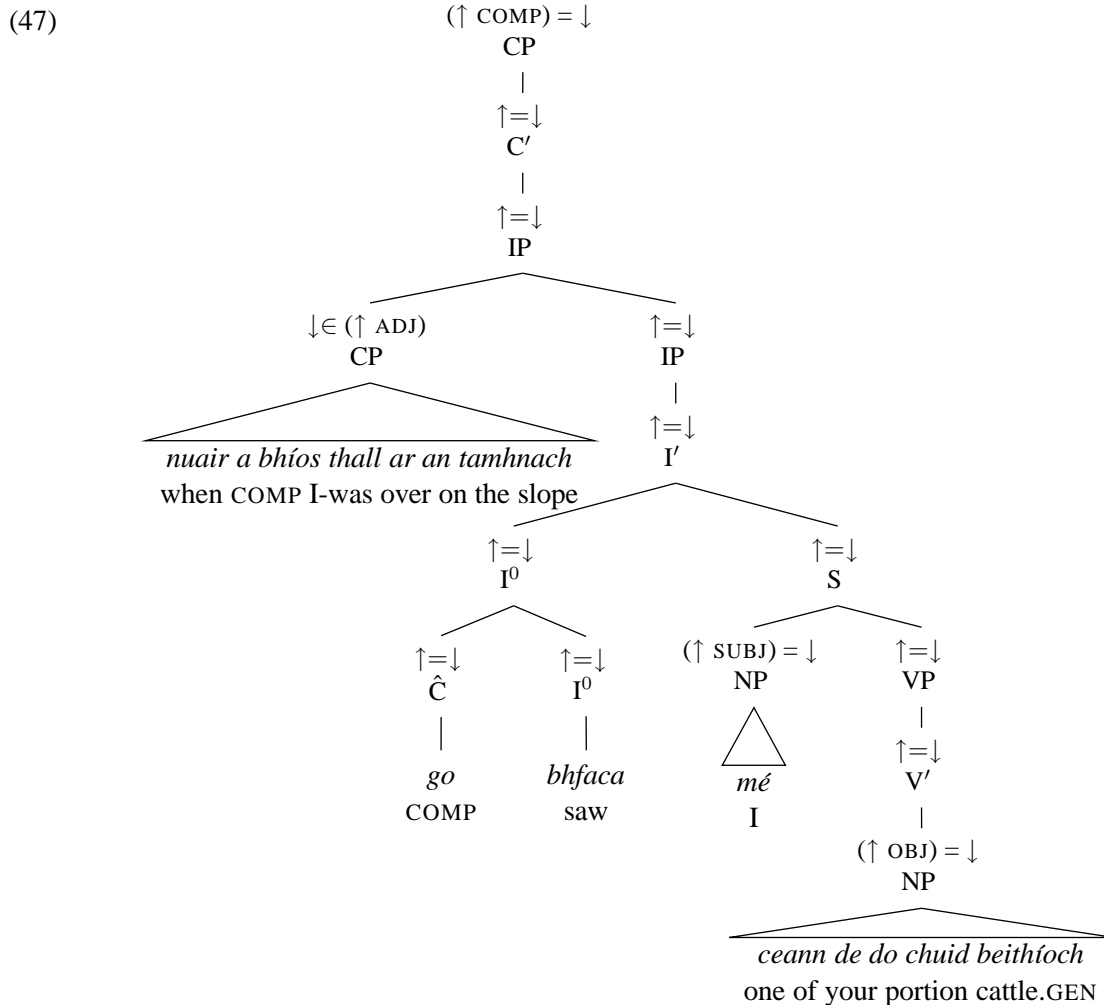 (47)
(↑ COMP) = ↓
CP
↑=↓
C′
↑=↓
IP
↓∈ (↑ ADJ) ↑=↓
CP IP
↑=↓
nuair a bhíos thall ar an tamhnach I′
when COMP I-was over on the slope
↑=↓ ↑=↓
I⁰ S
↑=↓ ↑=↓ (↑ SUBJ) = ↓ ↑=↓
Ĉ I⁰ NP VP
go bhfaca mé ↑=↓
COMP saw I V′
(↑ OBJ) = ↓
NP
ceann de do chuid beithíoch
one of your portion cattle.GEN